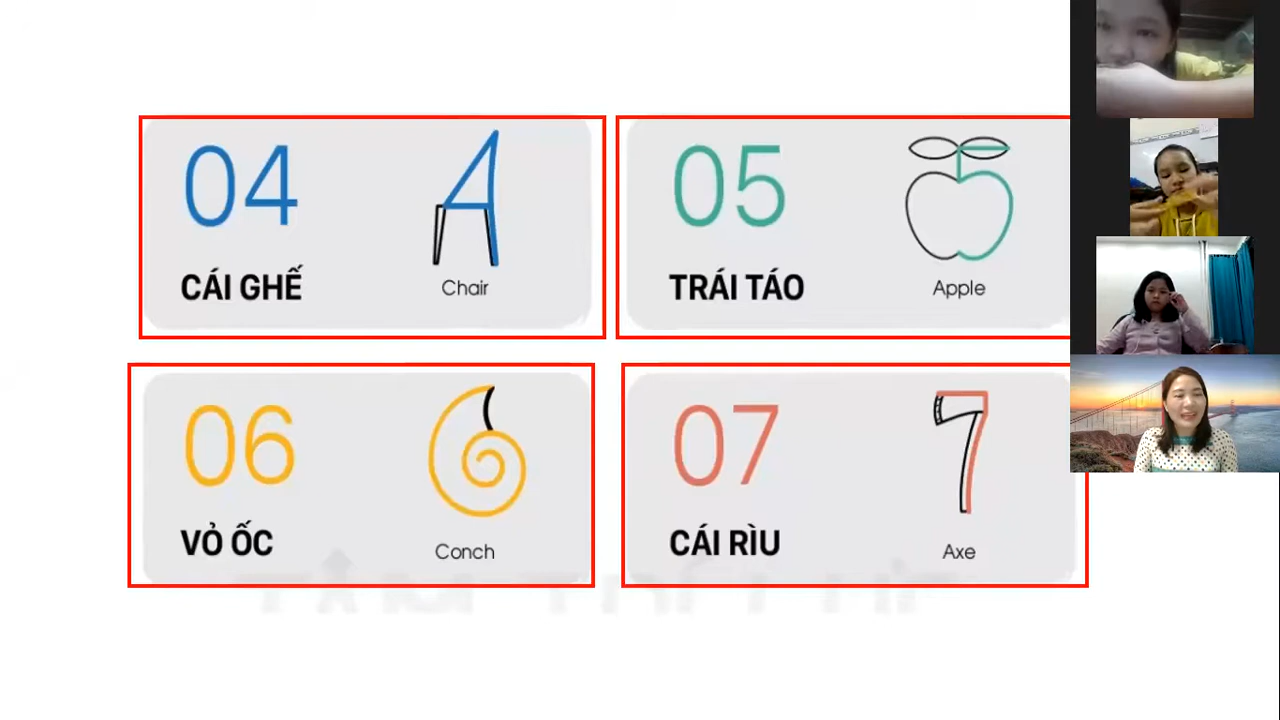 04
CÁI GHẾ
Chair
05
TRÁI TÁO
Apple
06
VỎ ỐC
Conch
07
CÁI RÌU
Axe